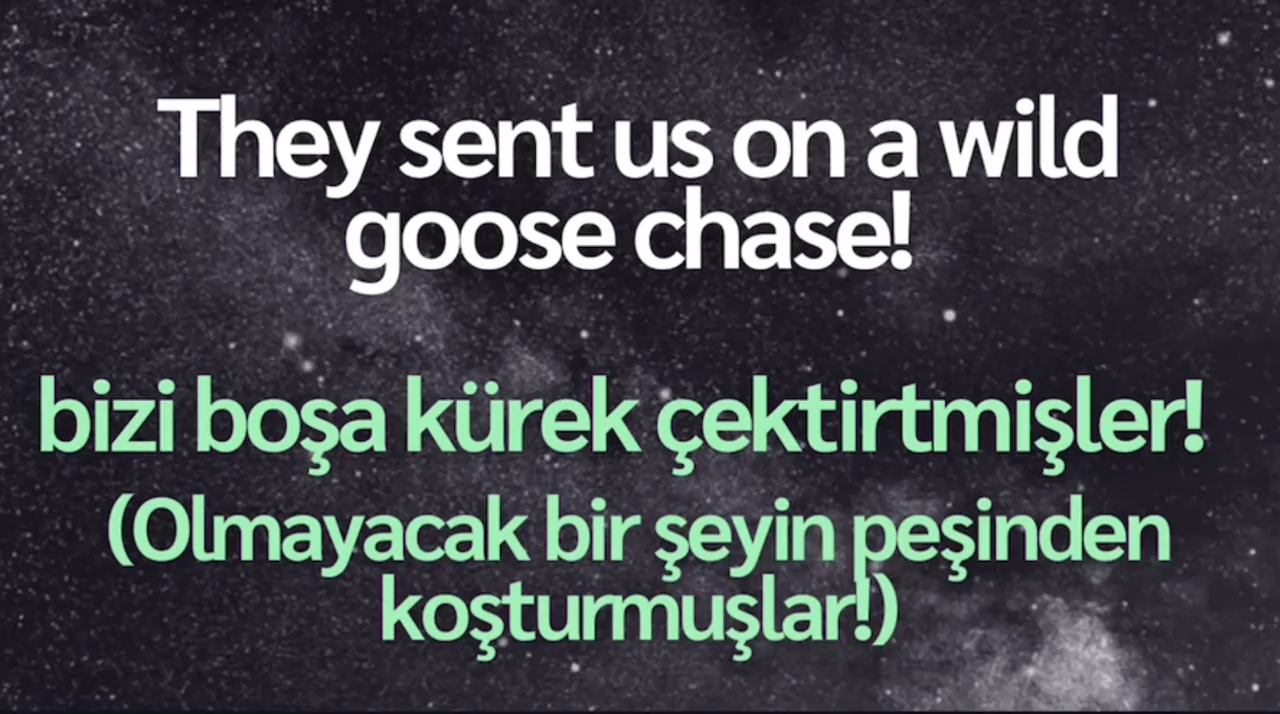 They sent us on a wild
goose chase!
bizi boşa kürek çektirtmişler!
(Olmayacak bir şeyin peşinden
koşturmuşlar!)